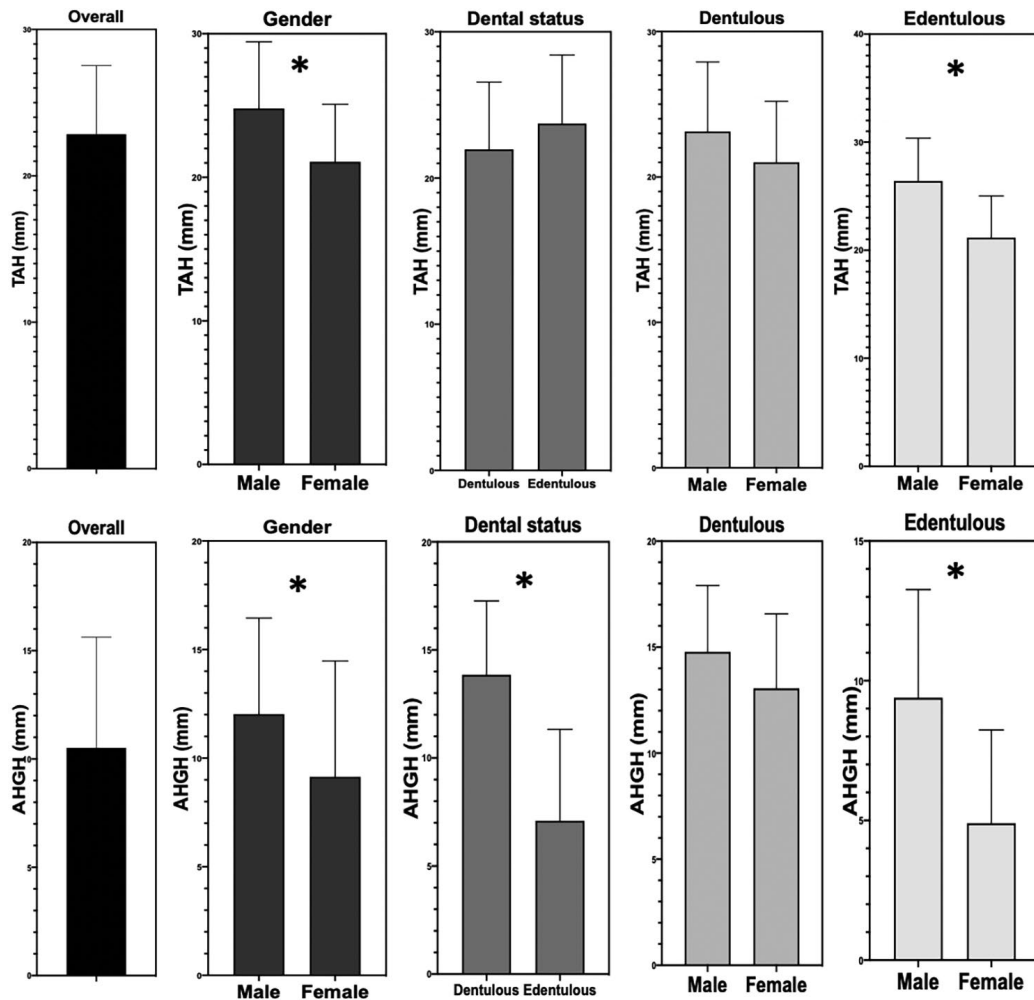 Overall
TAH (mm)
30
20
10
0
Gender
TAH (mm)
30
20
10
0
*
Male Female
Dental status
TAH (mm)
30
20
10
0
Dentulous Edentulous
Dentulous
TAH (mm)
30
20
10
0
Male Female
Edentulous
TAH (mm)
40
30
20
10
0
*
Male Female
Overall
AHGH (mm)
20
15
10
5
0
Gender
AHGH (mm)
20
15
10
5
0
*
Male Female
Dental status
AHGH (mm)
20
15
10
5
0
*
Dentulous Edentulous
Dentulous
AHGH (mm)
20
15
10
5
0
Male Female
Edentulous
AHGH (mm)
15
10
5
0
*
Male Female